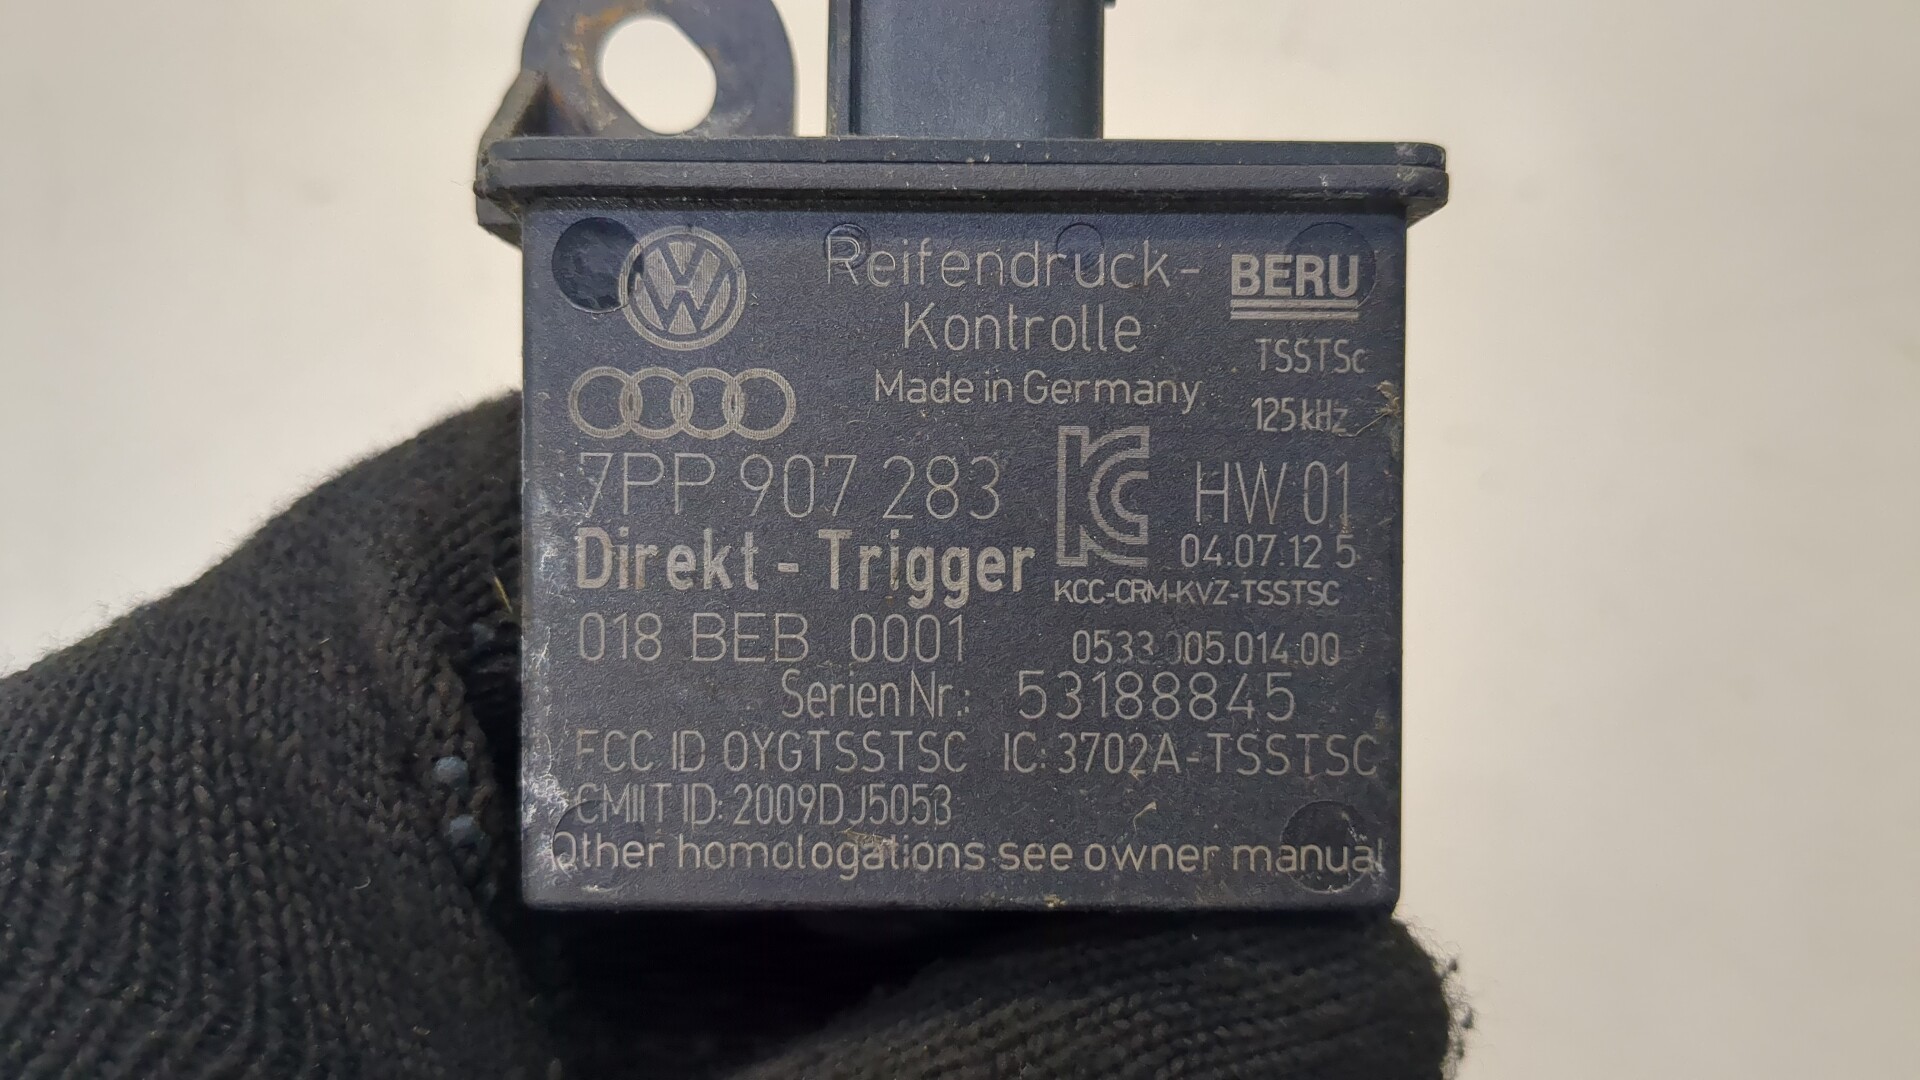 Reifendruck-
Kontrolle
BERU
TSSTSc
Made in Germany
125 kHz
7PP 907 283
HW 01
Direkt - Trigger
04.07.12 5
KCC-CRM-KVZ-TSSTSC
018 BEB 0001
0533.005.014.00
Serien Nr.: 53188845
FCC ID OYGTSSTSC IC: 3702A-TSSTSC
CMIIT ID: 2009DJ5053
Other homologations see owner manual